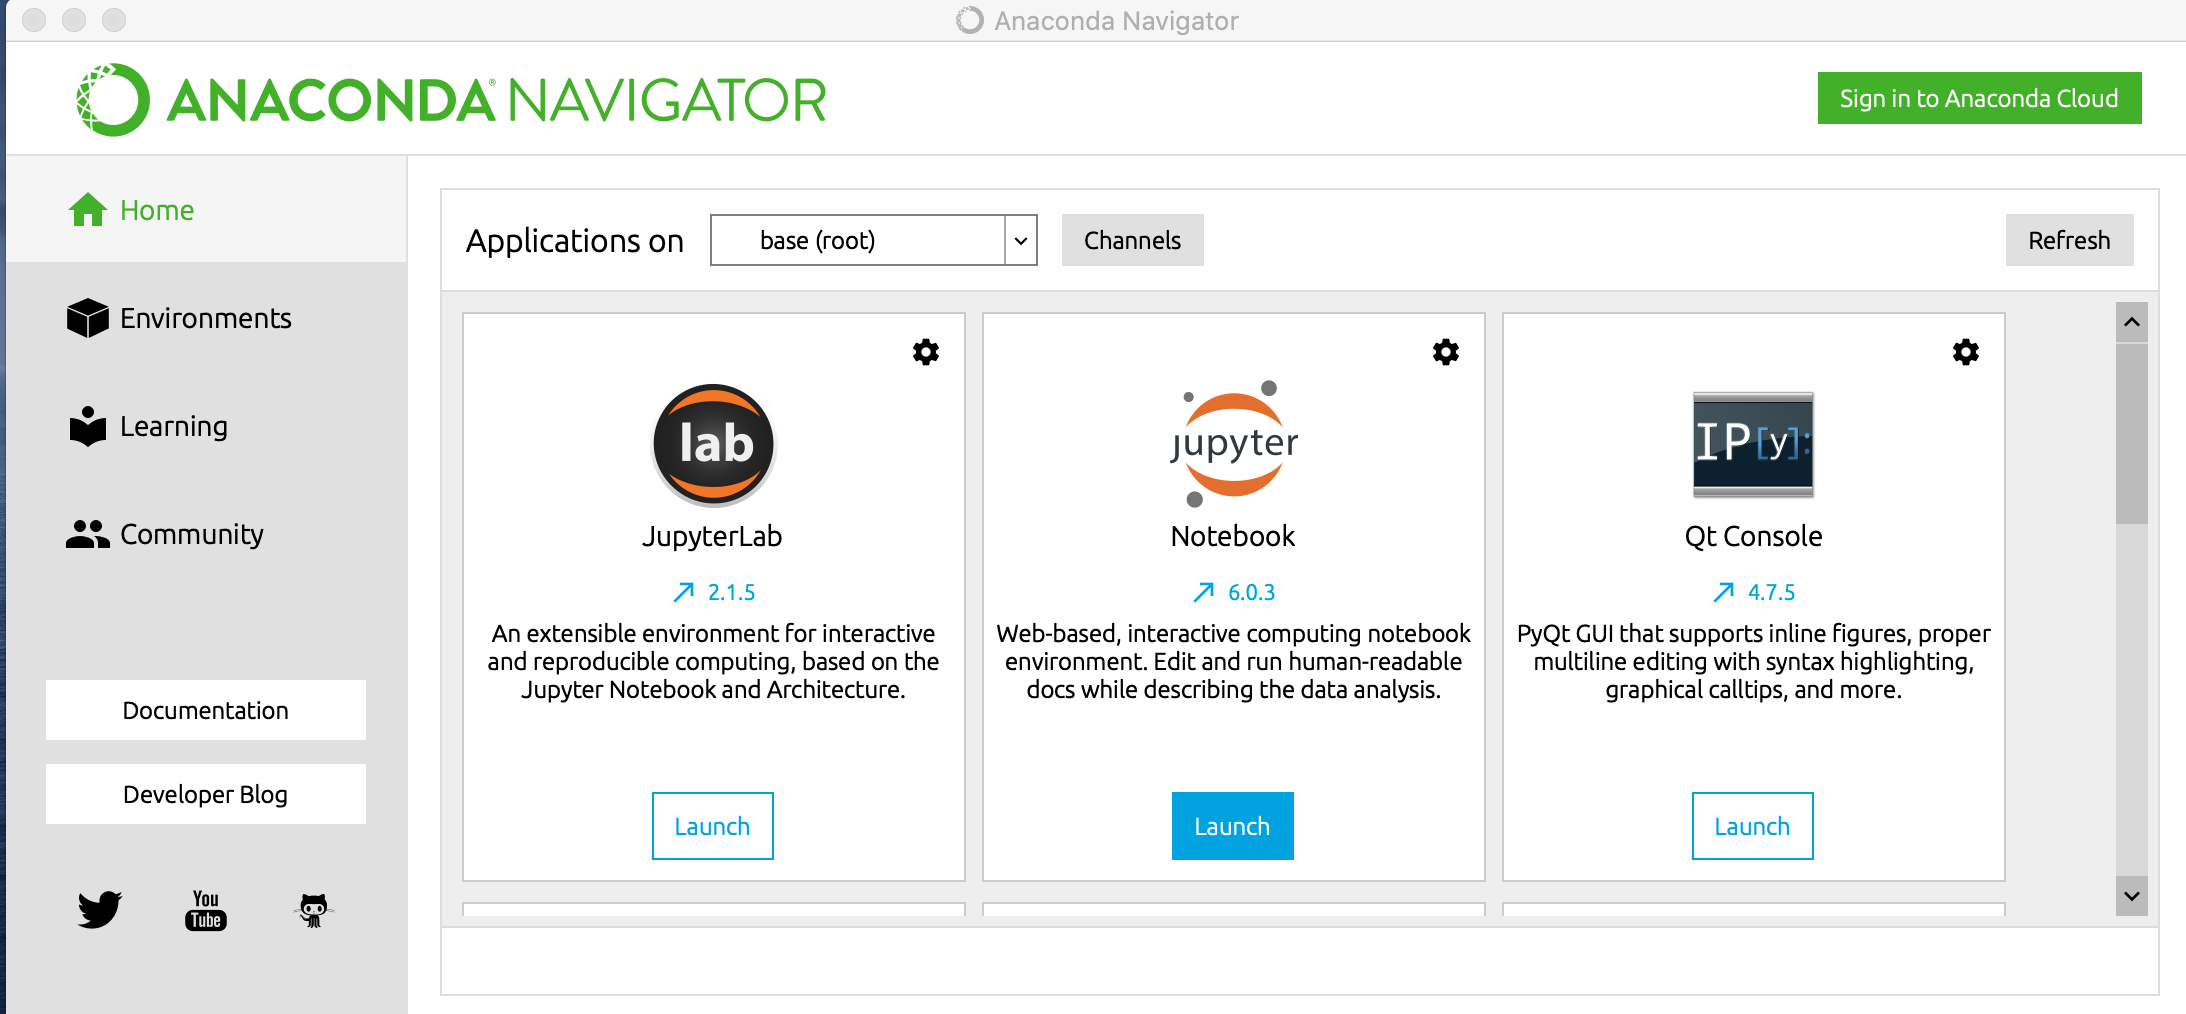 Anaconda Navigator
ANACONDA® NAVIGATOR
Sign in to Anaconda Cloud
Home
Environments
Learning
Community
Documentation
Developer Blog
You
Tube
Applications on
base (root)
Channels
Refresh
lab
JupyterLab
2.1.5
An extensible environment for interactive
and reproducible computing, based on the
Jupyter Notebook and Architecture.
Launch
jupyter
Notebook
6.0.3
Web-based, interactive computing notebook
environment. Edit and run human-readable
docs while describing the data analysis.
Launch
IP[y]:
Qt Console
4.7.5
PyQt GUI that supports inline figures, proper
multiline editing with syntax highlighting,
graphical calltips, and more.
Launch